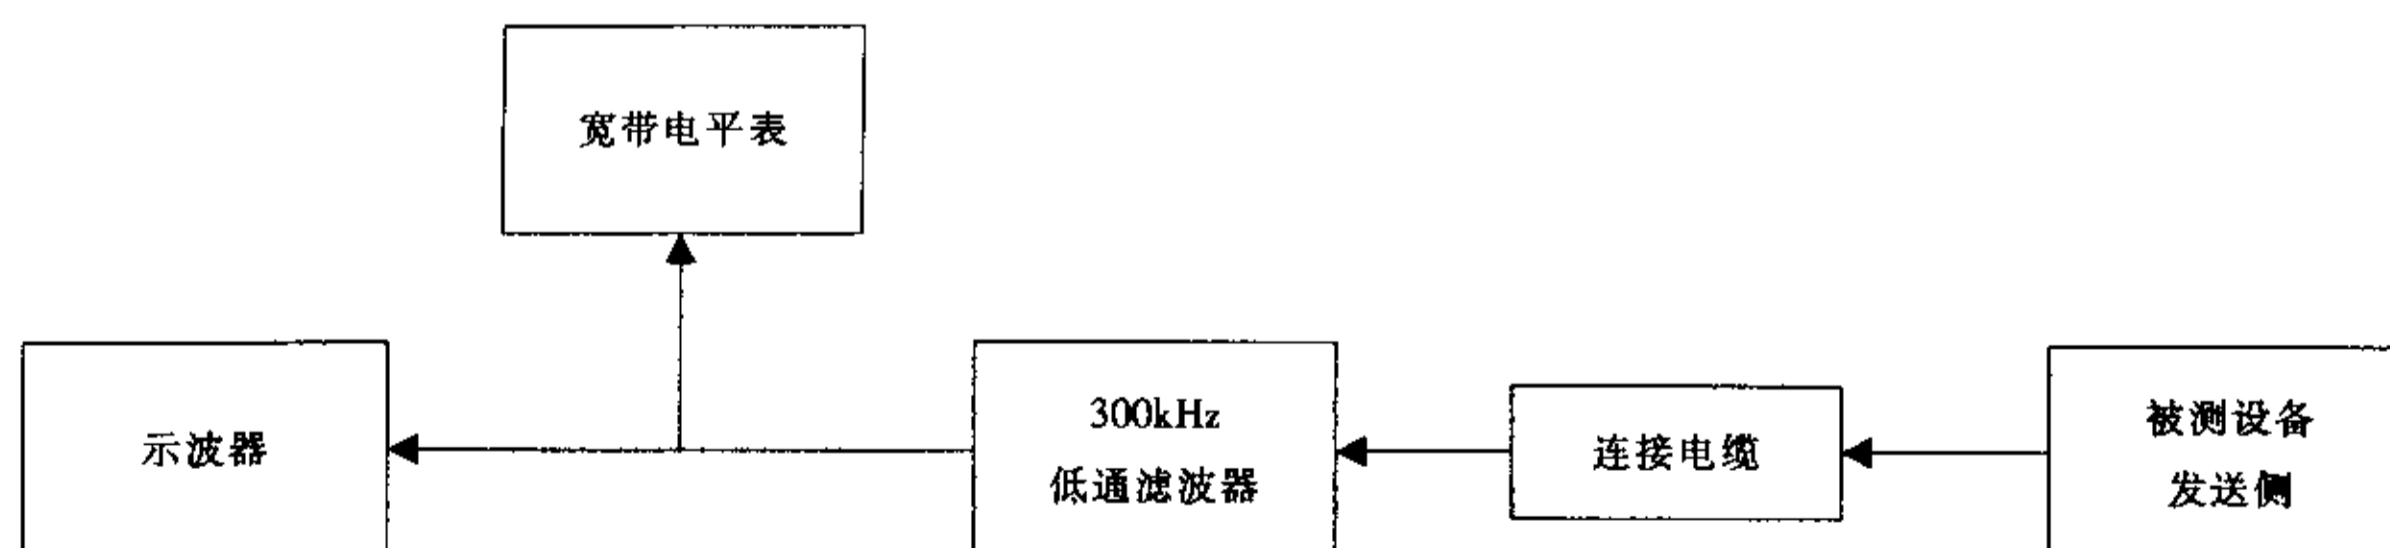 宽带电平表
示波器
300kHz
低通滤波器
连接电缆
被测设备
发送侧